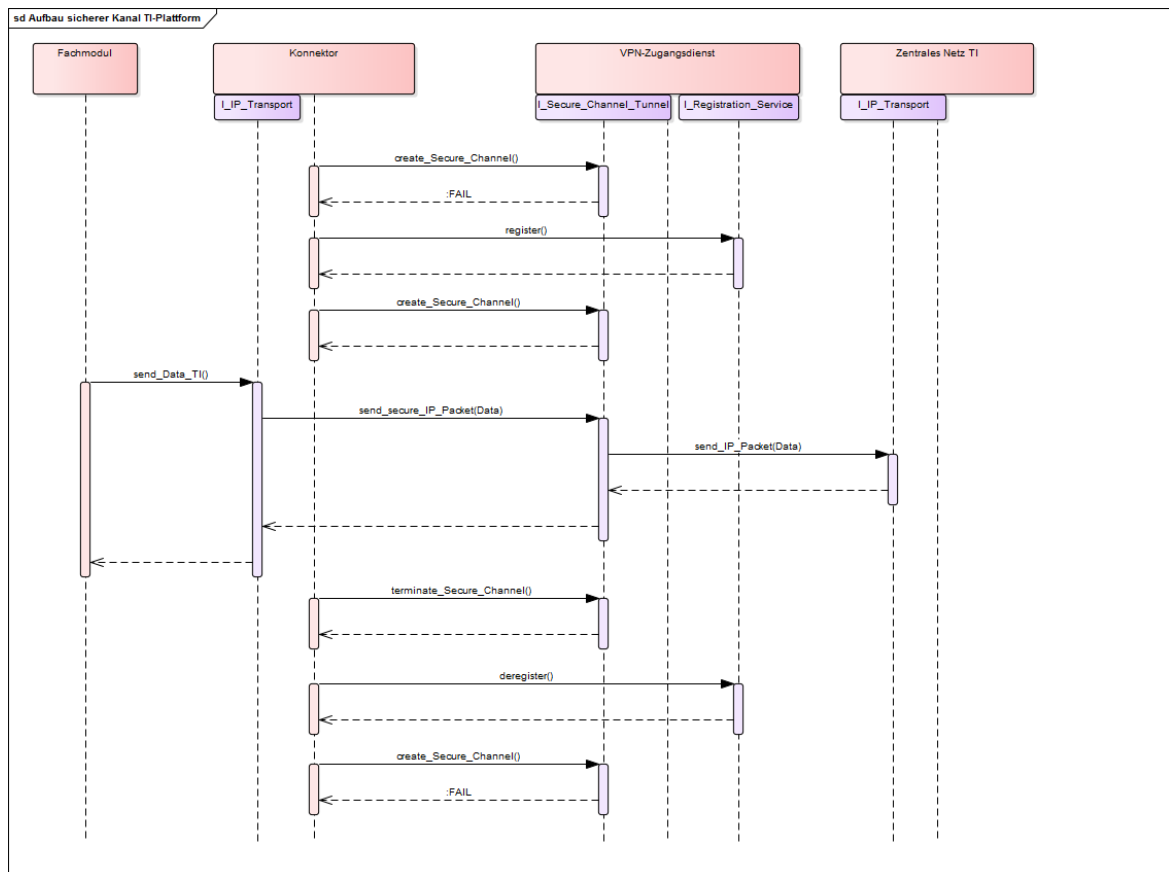 sd Aufbau sicherer Kanal TI-Plattform
Fachmodul
Konnektor
VPN-Zugangsdienst
Zentrales Netz TI
I_IP_Transport
I_Secure_Channel_Tunnel
I_Registration_Service
I_IP_Transport
create_Secure_Channel()
:FAIL
register()
create_Secure_Channel()
send_Data_TI()
send_secure_IP_Packet(Data)
send_IP_Packet(Data)
terminate_Secure_Channel()
deregister()
create_Secure_Channel()
:FAIL